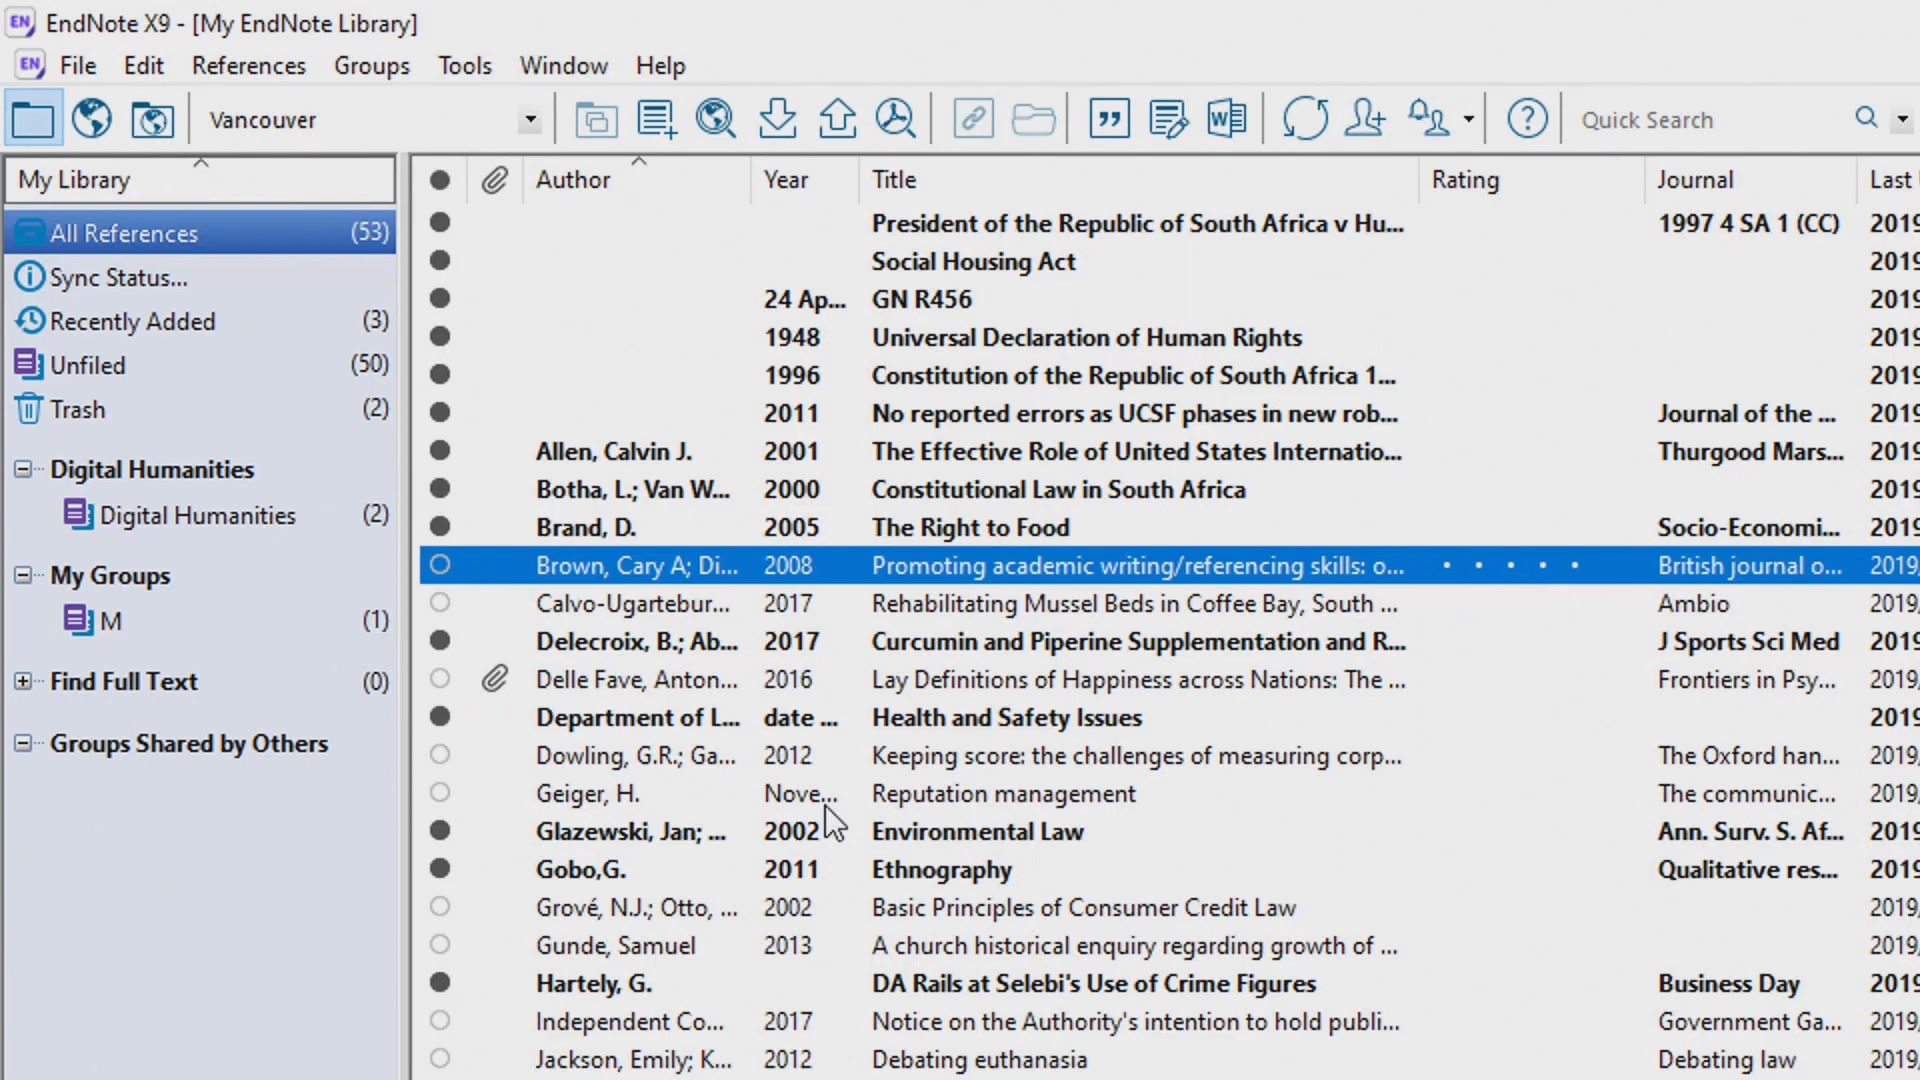 EN EndNote X9 - [My EndNote Library]
EN File Edit References Groups Tools Window Help
Vancouver Quick Search
My Library
All References (53)
Sync Status...
Recently Added (3)
Unfiled (50)
Trash (2)
Digital Humanities
Digital Humanities (2)
My Groups
M (1)
Find Full Text (0)
Groups Shared by Others
Author Year Title Rating Journal Last
President of the Republic of South Africa v Hu... 1997 4 SA 1 (CC) 2019
Social Housing Act 2019
24 Ap... GN R456 2019
1948 Universal Declaration of Human Rights 2019
1996 Constitution of the Republic of South Africa 1... 2019
2011 No reported errors as UCSF phases in new rob... Journal of the ... 2019
Allen, Calvin J. 2001 The Effective Role of United States Internatio... Thurgood Mars... 2019
Botha, L.; Van W... 2000 Constitutional Law in South Africa 2019
Brand, D. 2005 The Right to Food Socio-Economi... 2019
Brown, Cary A; Di... 2008 Promoting academic writing/referencing skills: o... British journal o... 2019/
Calvo-Ugartebur... 2017 Rehabilitating Mussel Beds in Coffee Bay, South ... Ambio 2019/
Delecroix, B.; Ab... 2017 Curcumin and Piperine Supplementation and R... J Sports Sci Med 2019
Delle Fave, Anton... 2016 Lay Definitions of Happiness across Nations: The ... Frontiers in Psy... 2019/
Department of L... date ... Health and Safety Issues 2019
Dowling, G.R.; Ga... 2012 Keeping score: the challenges of measuring corp... The Oxford han... 2019/
Geiger, H. Nove... Reputation management The communic... 2019/
Glazewski, Jan; ... 2002 Environmental Law Ann. Surv. S. Af... 2019
Gobo,G. 2011 Ethnography Qualitative res... 2019
Grové, N.J.; Otto, ... 2002 Basic Principles of Consumer Credit Law 2019/
Gunde, Samuel 2013 A church historical enquiry regarding growth of ... 2019/
Hartely, G. DA Rails at Selebi's Use of Crime Figures Business Day 2019
Independent Co... 2017 Notice on the Authority's intention to hold publi... Government Ga... 2019/
Jackson, Emily; K... 2012 Debating euthanasia Debating law 2019/